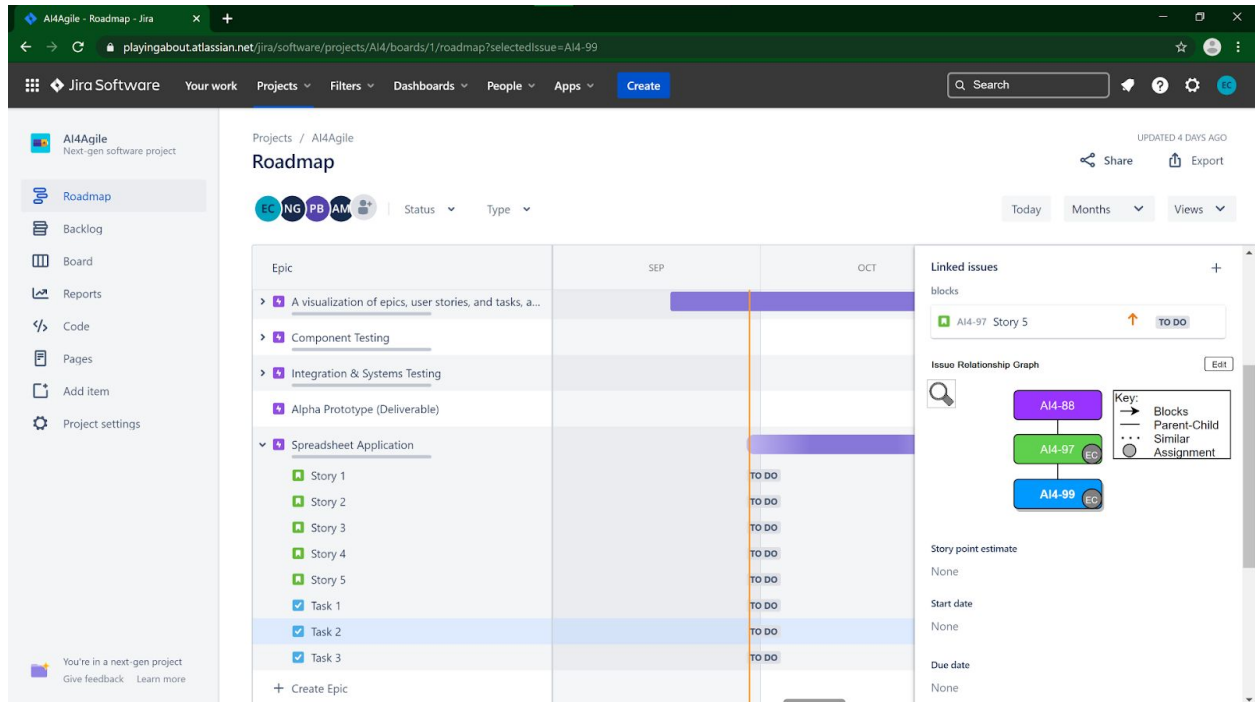 AI4Agile - Roadmap - Jira
playingabout.atlassian.net/jira/software/projects/AI4/boards/1/roadmap?selectedIssue=AI4-99
Jira Software Your work Projects Filters Dashboards People Apps Create Search EC
AI4Agile
Next-gen software project
Roadmap
Backlog
Board
Reports
Code
Pages
Add item
Project settings
You're in a next-gen project
Give feedback Learn more
Projects / AI4Agile
UPDATED 4 DAYS AGO
Roadmap
Share Export
EC NG PB AM Status Type
Today Months Views
Epic SEP OCT
A visualization of epics, user stories, and tasks, a...
Component Testing
Integration & Systems Testing
Alpha Prototype (Deliverable)
Spreadsheet Application
Story 1 TO DO
Story 2 TO DO
Story 3 TO DO
Story 4 TO DO
Story 5 TO DO
Task 1 TO DO
Task 2 TO DO
Task 3 TO DO
+ Create Epic
Linked issues
blocks
AI4-97 Story 5 TO DO
Issue Relationship Graph Edit
AI4-88
AI4-97 EC
AI4-99 EC
Key:
Blocks
Parent-Child
Similar
Assignment
Story point estimate
None
Start date
None
Due date
None